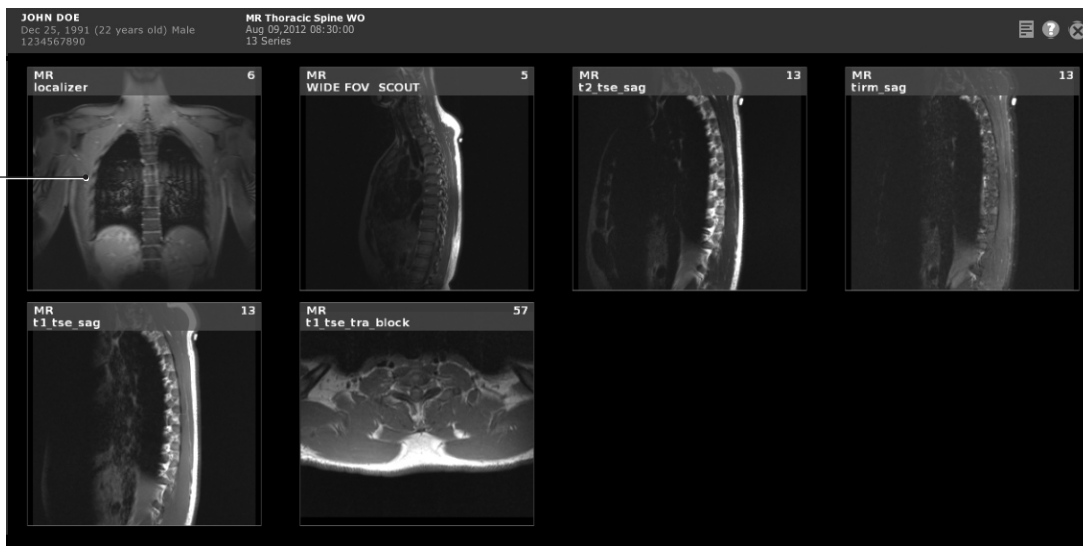 JOHN DOE
Dec 25, 1991 (22 years old) Male
1234567890
MR Thoracic Spine WO
Aug 09,2012 08:30:00
13 Series
MR 6
localizer
MR 5
WIDE FOV SCOUT
MR 13
t2_tse_sag
MR 13
tirm_sag
MR 13
t1_tse_sag
MR 57
t1_tse_tra_block